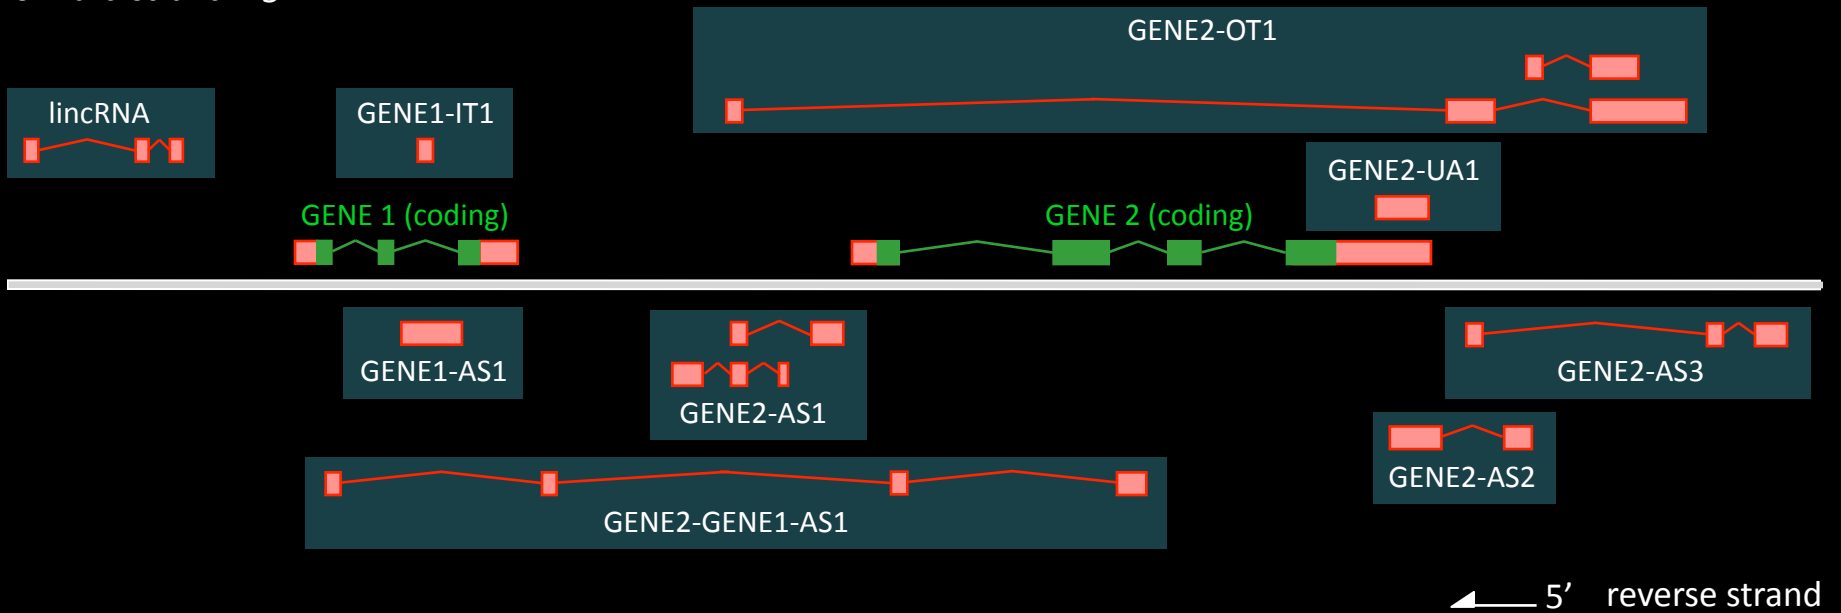 GENE2-OT1
lincRNA
GENE1-IT1
GENE2-UA1
GENE 1 (coding)
GENE 2 (coding)
GENE1-AS1
GENE2-AS1
GENE2-AS3
GENE2-AS2
GENE2-GENE1-AS1
5’ reverse strand